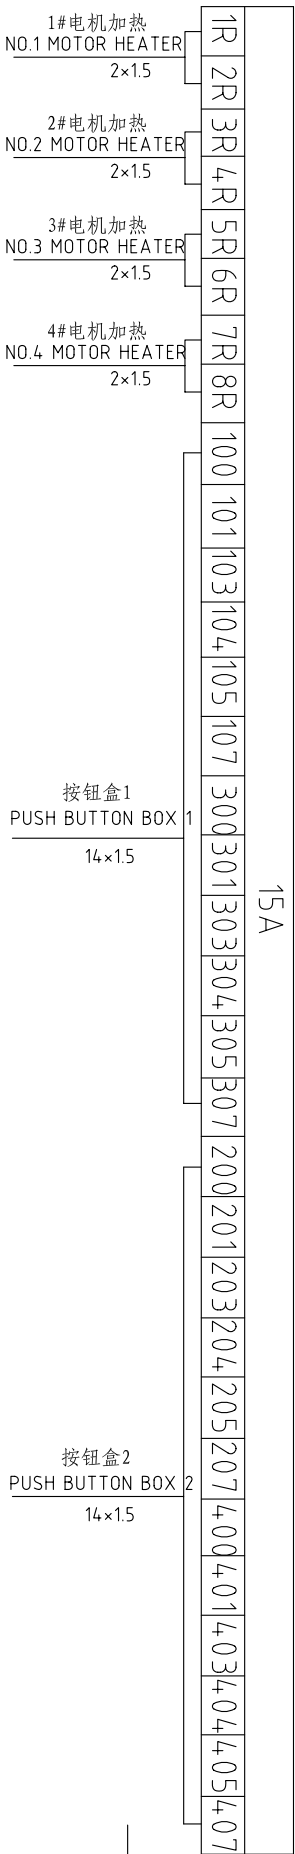 1#电机加热
NO.1 MOTOR HEATER
2×1.5
1R
2R
2#电机加热
NO.2 MOTOR HEATER
2×1.5
3R
4R
3#电机加热
NO.3 MOTOR HEATER
2×1.5
5R
6R
4#电机加热
NO.4 MOTOR HEATER
2×1.5
7R
8R
按钮盒1
PUSH BUTTON BOX 1
14×1.5
100
101
103
104
105
107
300
301
303
304
305
307
15A
按钮盒2
PUSH BUTTON BOX 2
14×1.5
200
201
203
204
205
207
400
401
403
404
405
407